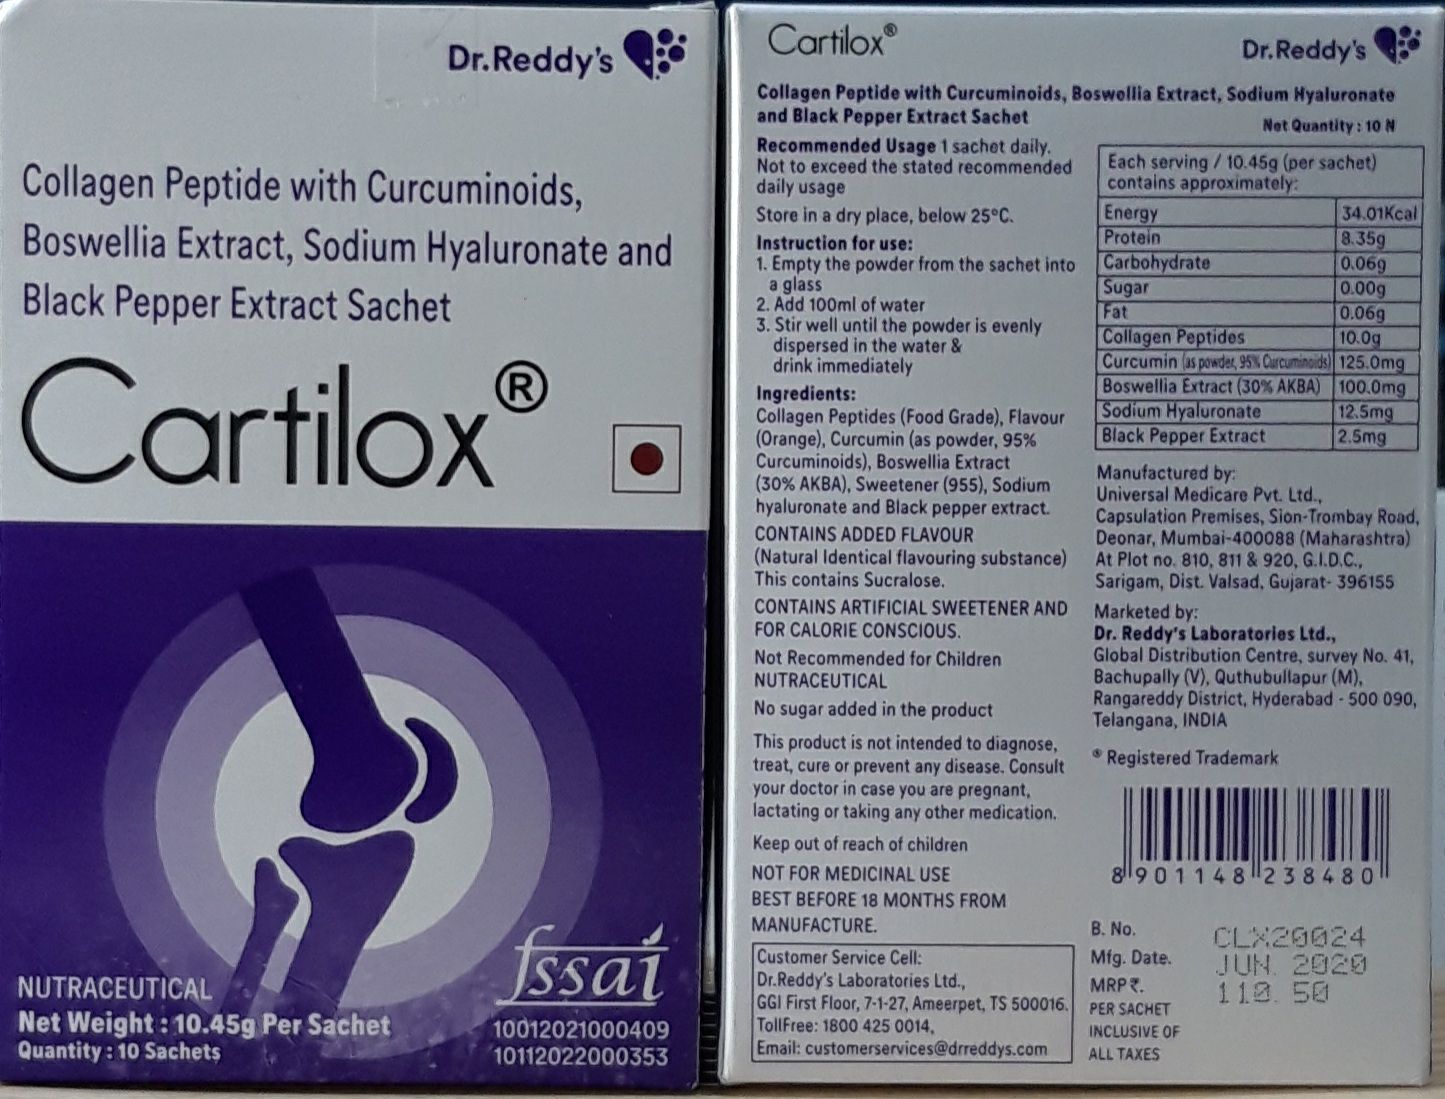 Dr.Reddy's
Collagen Peptide with Curcuminoids,
Boswellia Extract, Sodium Hyaluronate and
Black Pepper Extract Sachet
Cartilox®
NUTRACEUTICAL
Net Weight : 10.45g Per Sachet
Quantity : 10 Sachets
fssai
10012021000409
10112022000353
Cartilox®
Dr.Reddy's
Collagen Peptide with Curcuminoids, Boswellia Extract, Sodium Hyaluronate
and Black Pepper Extract Sachet
Net Quantity : 10 N
Recommended Usage 1 sachet daily.
Not to exceed the stated recommended
daily usage
Store in a dry place, below 25°C.
Instruction for use:
1. Empty the powder from the sachet into
a glass
2. Add 100ml of water
3. Stir well until the powder is evenly
dispersed in the water &
drink immediately
Ingredients:
Collagen Peptides (Food Grade), Flavour
(Orange), Curcumin (as powder, 95%
Curcuminoids), Boswellia Extract
(30% AKBA), Sweetener (955), Sodium
hyaluronate and Black pepper extract.
CONTAINS ADDED FLAVOUR
(Natural Identical flavouring substance)
This contains Sucralose.
CONTAINS ARTIFICIAL SWEETENER AND
FOR CALORIE CONSCIOUS.
Not Recommended for Children
NUTRACEUTICAL
No sugar added in the product
This product is not intended to diagnose,
treat, cure or prevent any disease. Consult
your doctor in case you are pregnant,
lactating or taking any other medication.
Keep out of reach of children
NOT FOR MEDICINAL USE
BEST BEFORE 18 MONTHS FROM
MANUFACTURE.
Customer Service Cell:
Dr.Reddy's Laboratories Ltd.,
GGI First Floor, 7-1-27, Ameerpet, TS 500016.
TollFree: 1800 425 0014,
Email: customerservices@drreddys.com
Each serving / 10.45g (per sachet)
contains approximately:
Energy 34.01Kcal
Protein 8.35g
Carbohydrate 0.06g
Sugar 0.00g
Fat 0.06g
Collagen Peptides 10.0g
Curcumin (as powder, 95% Curcuminoids) 125.0mg
Boswellia Extract (30% AKBA) 100.0mg
Sodium Hyaluronate 12.5mg
Black Pepper Extract 2.5mg
Manufactured by:
Universal Medicare Pvt. Ltd.,
Capsulation Premises, Sion-Trombay Road,
Deonar, Mumbai-400088 (Maharashtra)
At Plot no. 810, 811 & 920, G.I.D.C.,
Sarigam, Dist. Valsad, Gujarat- 396155
Marketed by:
Dr. Reddy's Laboratories Ltd.,
Global Distribution Centre, survey No. 41,
Bachupally (V), Quthubullapur (M),
Rangareddy District, Hyderabad - 500 090,
Telangana, INDIA
® Registered Trademark
8 901148 238480
B. No. CLX20024
Mfg. Date. JUN. 2020
MRP ₹. 110. 50
PER SACHET
INCLUSIVE OF
ALL TAXES